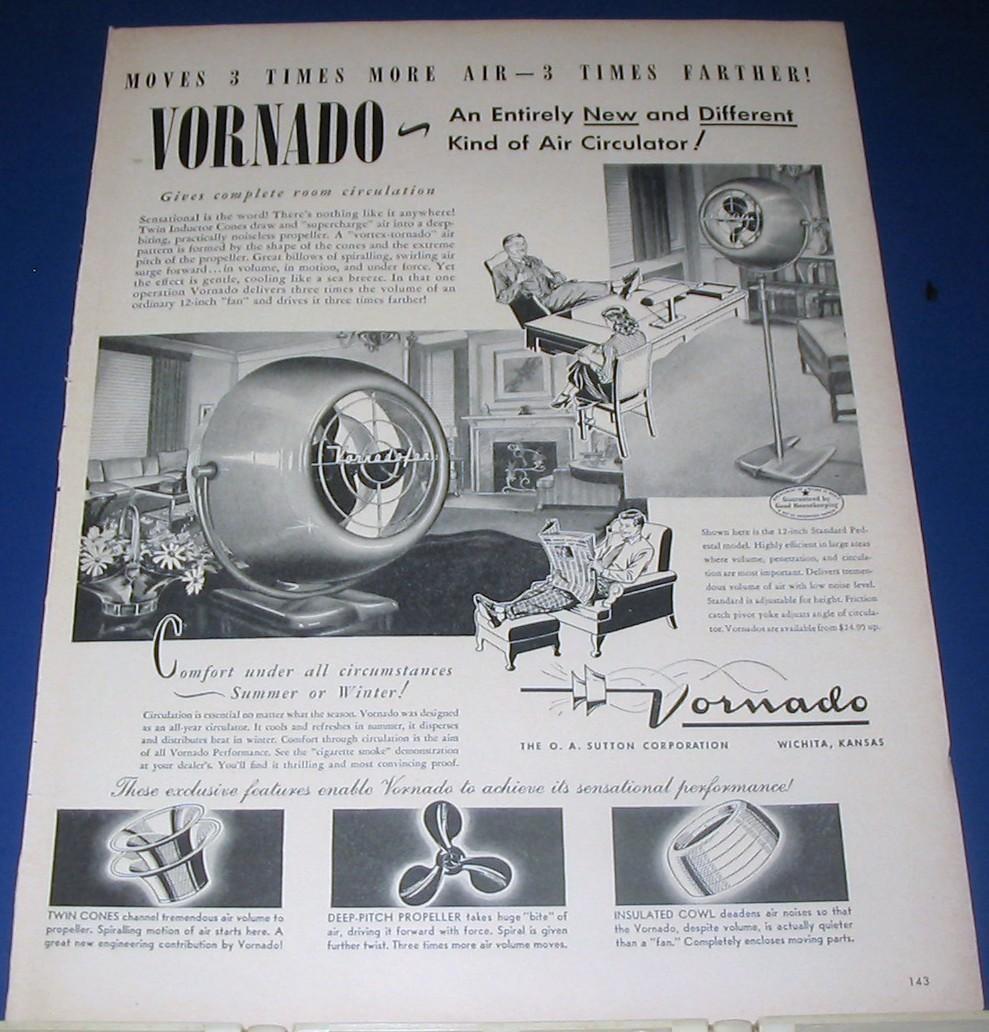 MOVES 3 TIMES MORE AIR—3 TIMES FARTHER!
VORNADO ~
An Entirely New and Different
Kind of Air Circulator!
Gives complete room circulation
Sensational is the word! There's nothing like it anywhere!
Twin Inductor Cones draw and "supercharge" air into a deep-
biting, practically noiseless propeller. A "vortex-tornado" air
pattern is formed by the shape of the cones and the extreme
pitch of the propeller. Great billows of spiralling, swirling air
surge forward...in volume, in motion, and under force. Yet
the effect is gentle, cooling like a sea breeze. In that one
operation Vornado delivers three times the volume of an
ordinary 12-inch "fan" and drives it three times farther!
Vornadofan
Guaranteed by
Good Housekeeping
Shown here is the 12-inch Standard Ped-
estal model. Highly efficient in large areas
where volume, penetration, and circula-
tion are most important. Delivers tremen-
dous volume of air with low noise level.
Standard is adjustable for height. Friction
catch pivot yoke adjusts angle of circula-
tor. Vornados are available from $24.95 up.
Comfort under all circumstances
Summer or Winter!
Circulation is essential no matter what the season. Vornado was designed
as an all-year circulator. It cools and refreshes in summer, it disperses
and distributes heat in winter. Comfort through circulation is the aim
of all Vornado Performance. See the "cigarette smoke" demonstration
at your dealer's. You'll find it thrilling and most convincing proof.
Vornado
THE O. A. SUTTON CORPORATION WICHITA, KANSAS
These exclusive features enable Vornado to achieve its sensational performance!
TWIN CONES channel tremendous air volume to
propeller. Spiralling motion of air starts here. A
great new engineering contribution by Vornado!
DEEP-PITCH PROPELLER takes huge "bite" of
air, driving it forward with force. Spiral is given
further twist. Three times more air volume moves.
INSULATED COWL deadens air noises so that
the Vornado, despite volume, is actually quieter
than a "fan." Completely encloses moving parts.
143